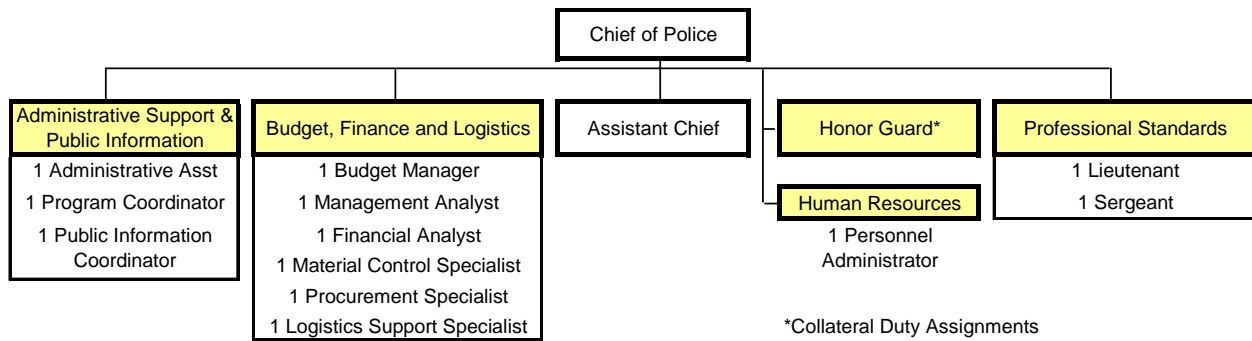 Chief of Police
Administrative Support &
Public Information
1 Administrative Asst
1 Program Coordinator
1 Public Information
Coordinator
Budget, Finance and Logistics
1 Budget Manager
1 Management Analyst
1 Financial Analyst
1 Material Control Specialist
1 Procurement Specialist
1 Logistics Support Specialist
Assistant Chief
Honor Guard*
Human Resources
1 Personnel
Administrator
Professional Standards
1 Lieutenant
1 Sergeant
*Collateral Duty Assignments